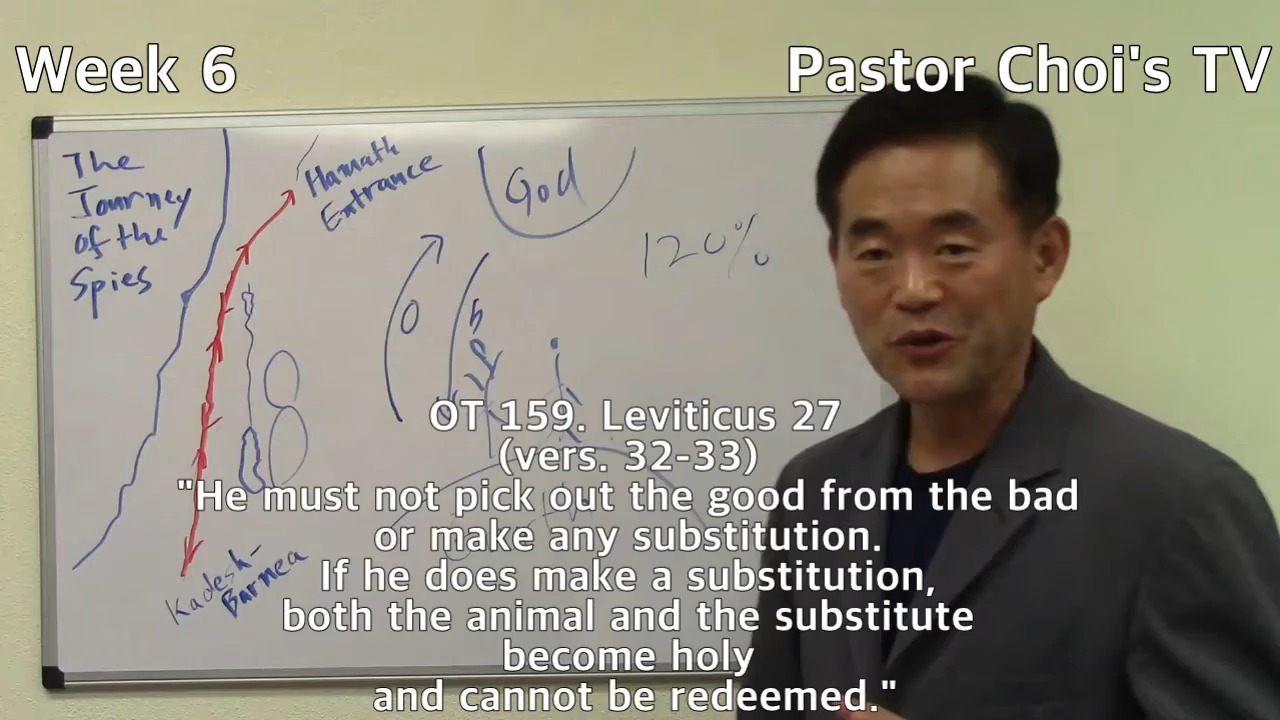 Week 6
Pastor Choi's TV
The
Journey
of the
Spies
Hamath
Entrance
God
120%
Kadesh-
Barnea
OT 159. Leviticus 27
(vers. 32-33)
"He must not pick out the good from the bad
or make any substitution.
If he does make a substitution,
both the animal and the substitute
become holy
and cannot be redeemed."